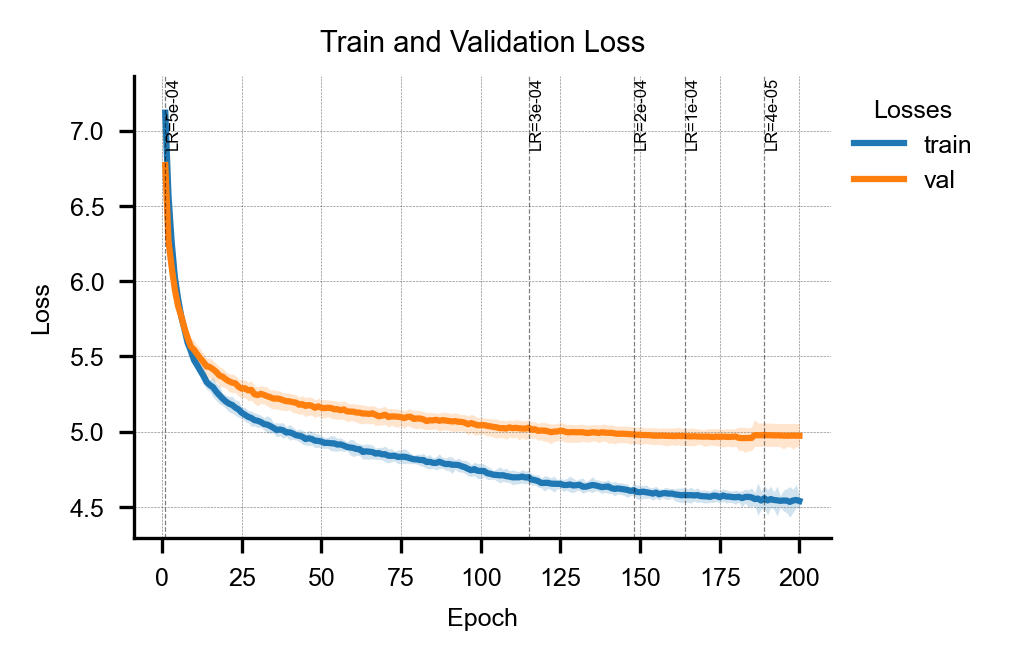 Train and Validation Loss
LR=5e-04
LR=3e-04
LR=2e-04
LR=1e-04
LR=4e-05
Losses
train
val
7.0
6.5
6.0
5.5
5.0
4.5
Loss
0 25 50 75 100 125 150 175 200
Epoch